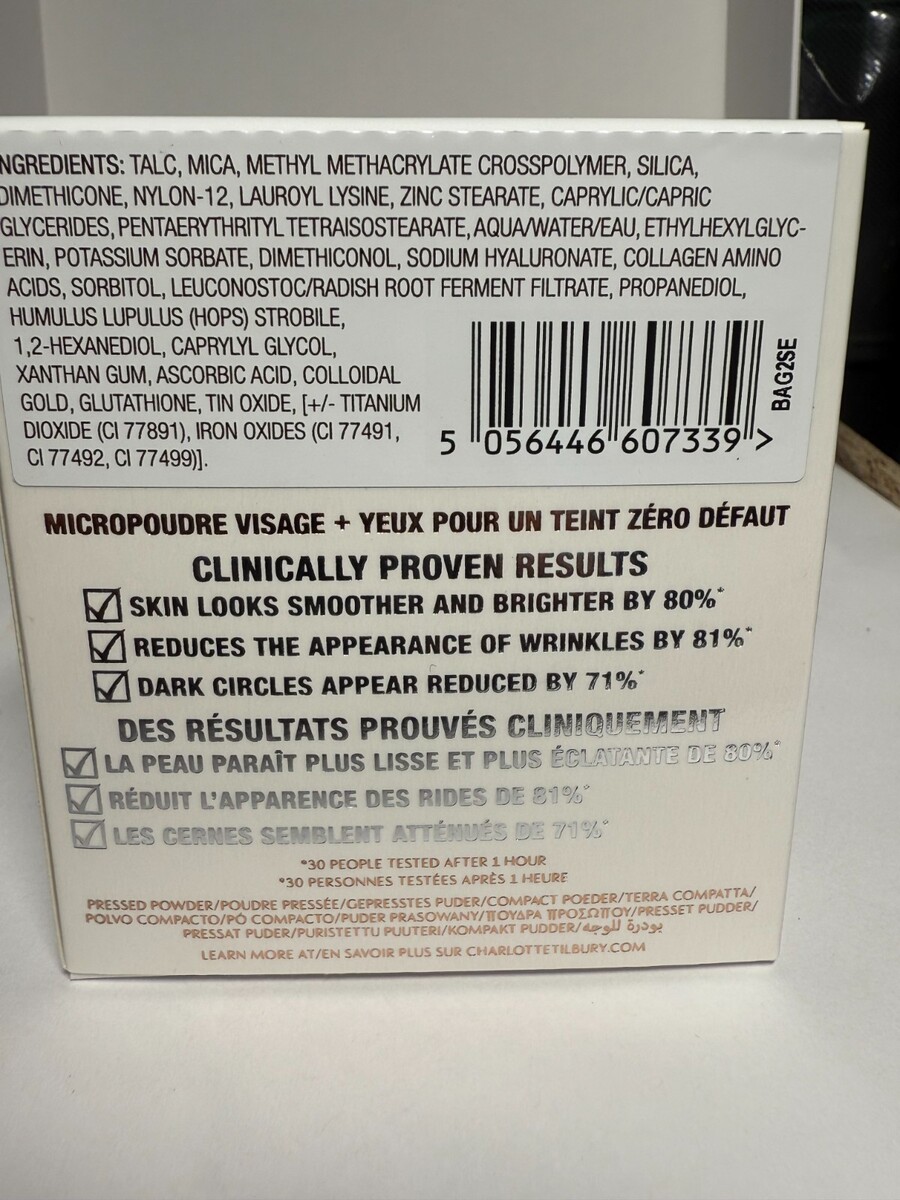 NGREDIENTS: TALC, MICA, METHYL METHACRYLATE CROSSPOLYMER, SILICA,
DIMETHICONE, NYLON-12, LAUROYL LYSINE, ZINC STEARATE, CAPRYLIC/CAPRIC
GLYCERIDES, PENTAERYTHRITYL TETRAISOSTEARATE, AQUA/WATER/EAU, ETHYLHEXYLGLYC-
ERIN, POTASSIUM SORBATE, DIMETHICONOL, SODIUM HYALURONATE, COLLAGEN AMINO
ACIDS, SORBITOL, LEUCONOSTOC/RADISH ROOT FERMENT FILTRATE, PROPANEDIOL,
HUMULUS LUPULUS (HOPS) STROBILE,
1,2-HEXANEDIOL, CAPRYLYL GLYCOL,
XANTHAN GUM, ASCORBIC ACID, COLLOIDAL
GOLD, GLUTATHIONE, TIN OXIDE, [+/- TITANIUM
DIOXIDE (CI 77891), IRON OXIDES (CI 77491,
CI 77492, CI 77499)].
5 056446 607339 >
BAG2SE
MICROPOUDRE VISAGE + YEUX POUR UN TEINT ZÉRO DÉFAUT
CLINICALLY PROVEN RESULTS
SKIN LOOKS SMOOTHER AND BRIGHTER BY 80%*
REDUCES THE APPEARANCE OF WRINKLES BY 81%*
DARK CIRCLES APPEAR REDUCED BY 71%*
DES RÉSULTATS PROUVÉS CLINIQUEMENT
LA PEAU PARAÎT PLUS LISSE ET PLUS ÉCLATANTE DE 80%*
RÉDUIT L'APPARENCE DES RIDES DE 81%*
LES CERNES SEMBLENT ATTÉNUÉS DE 71%*
*30 PEOPLE TESTED AFTER 1 HOUR
*30 PERSONNES TESTÉES APRÈS 1 HEURE
PRESSED POWDER/POUDRE PRESSÉE/GEPRESSTES PUDER/COMPACT POEDER/TERRA COMPATTA/
POLVO COMPACTO/PÓ COMPACTO/PUDER PRASOWANY/ΠΟΥΔΡΑ ΠΡΟΣΩΠΟΥ/PRESSET PUDDER/
PRESSAT PUDER/PURISTETTU PUUTERI/KOMPAKT PUDDER/بودرة للوجه
LEARN MORE AT/EN SAVOIR PLUS SUR CHARLOTTETILBURY.COM